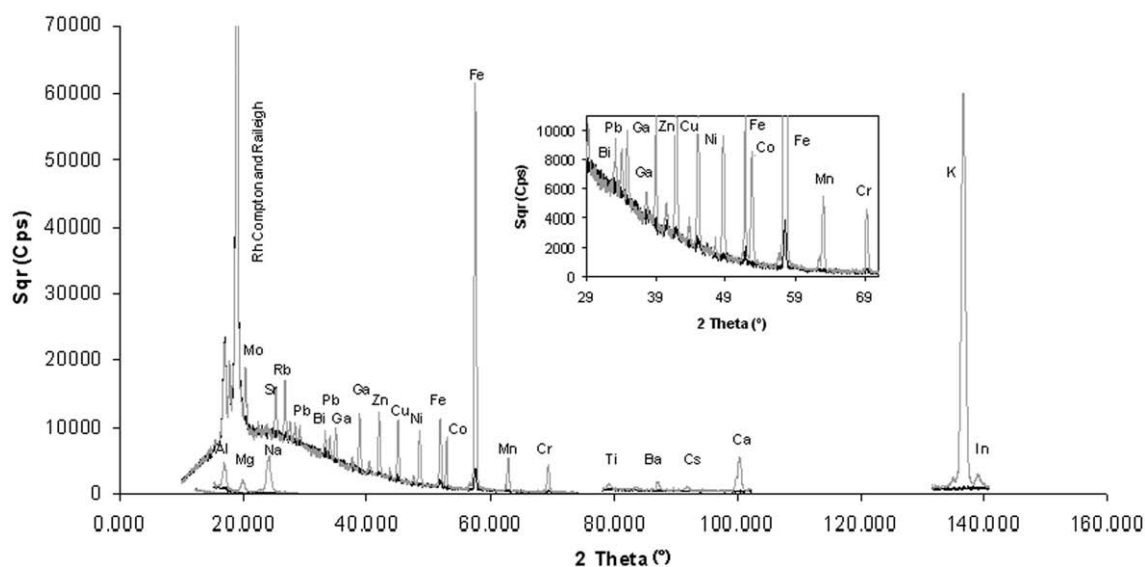 70000
60000
50000
40000
30000
20000
10000
0
Sqr (Cps)
0.000 20.000 40.000 60.000 80.000 100.000 120.000 140.000 160.000
2 Theta (°)
Rh Compton and Raileigh
Al
Mg
Na
Mo
Sr
Rb
Pb
Bi
Pb
Ga
Ga
Zn
Cu
Ni
Fe
Co
Fe
Mn
Cr
Ti
Ba
Cs
Ca
K
In
10000
8000
6000
4000
2000
0
Sqr (Cps)
29 39 49 59 69
2 Theta (°)
Pb
Bi
Ga
Ga
Zn
Cu
Ni
Fe
Co
Fe
Mn
Cr